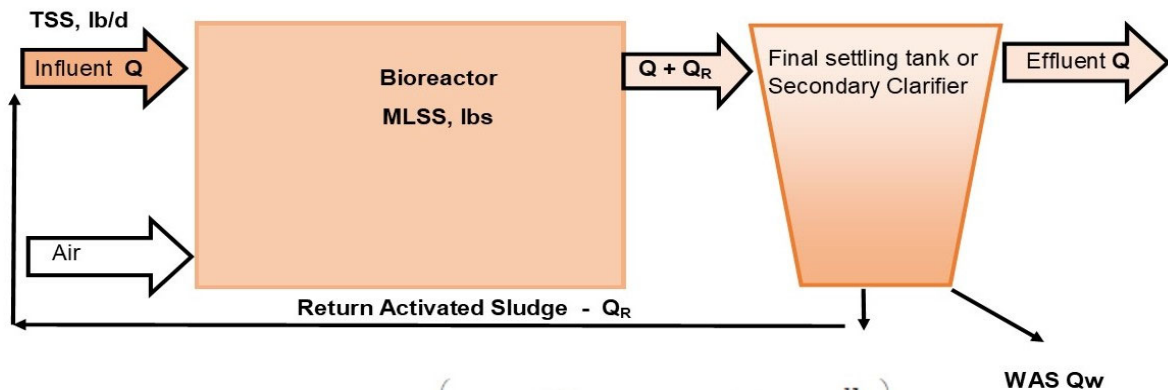 TSS, lb/d
Influent Q
Bioreactor
MLSS, lbs
Q + QR
Final settling tank or
Secondary Clarifier
Effluent Q
Air
Return Activated Sludge - QR
WAS Qw